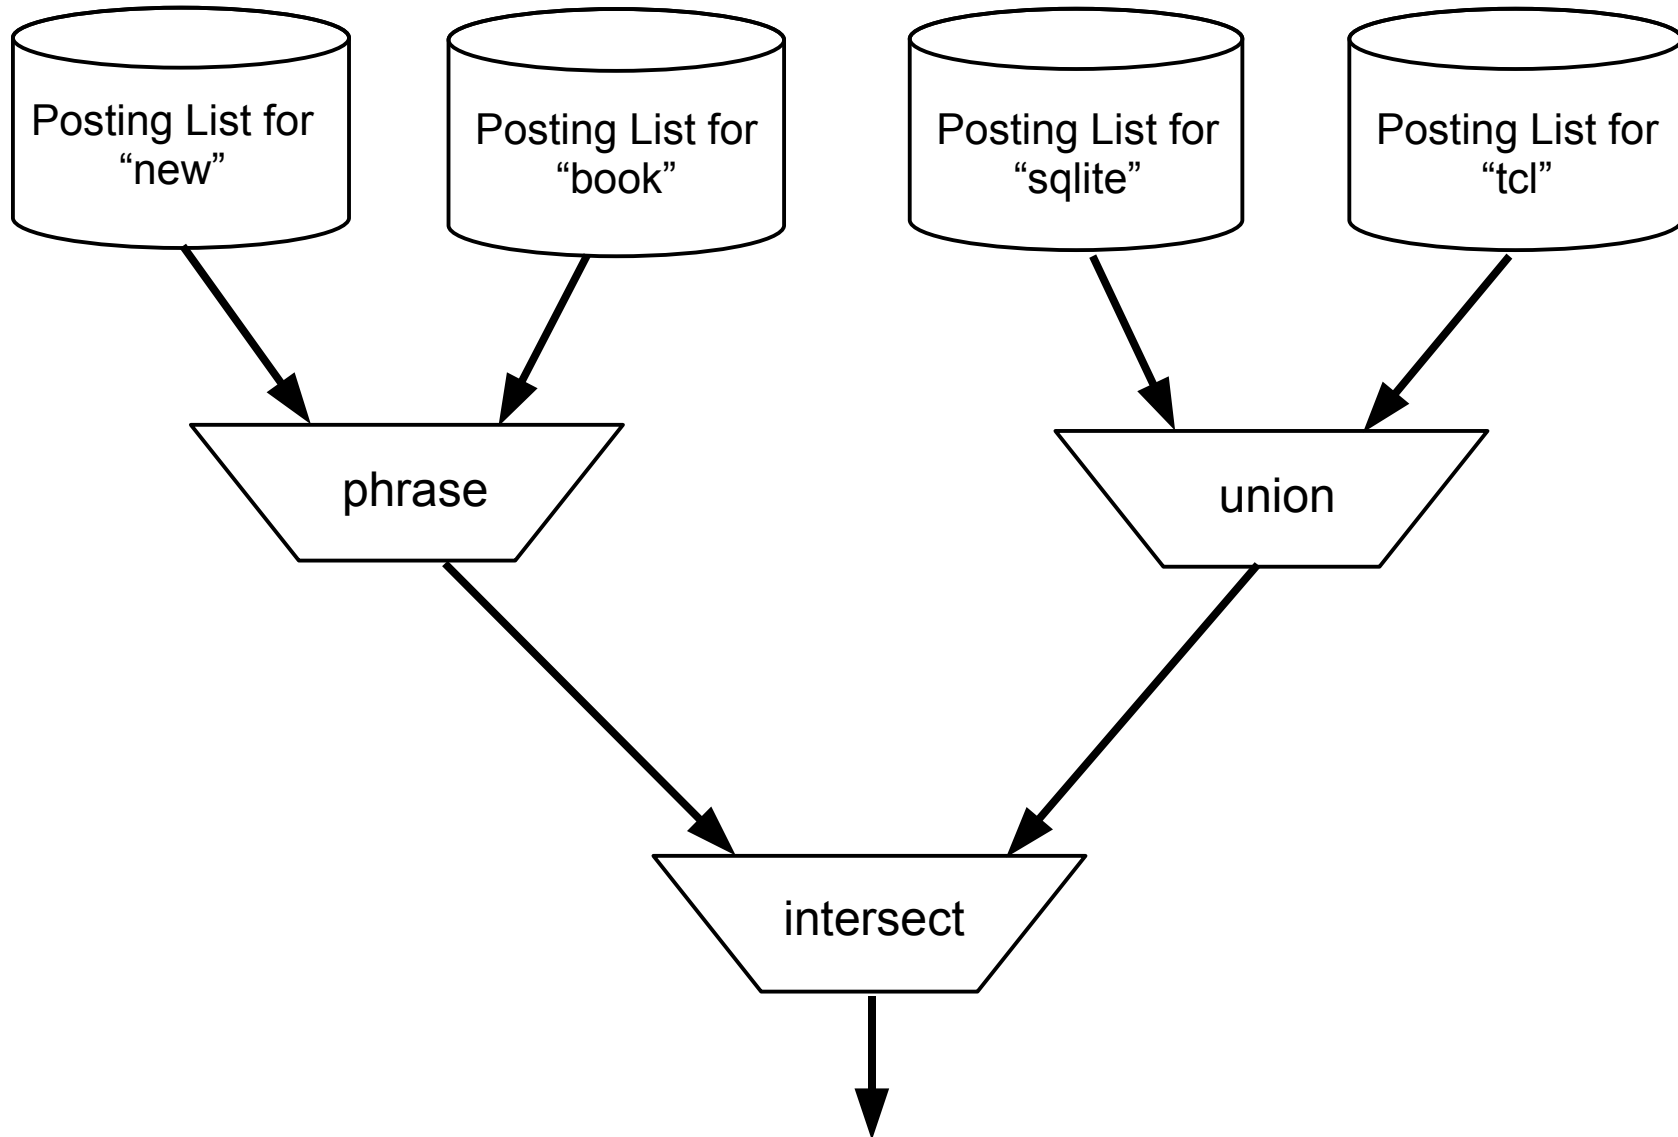 Posting List for
“new”
Posting List for
“book”
Posting List for
“sqlite”
Posting List for
“tcl”
phrase
union
intersect